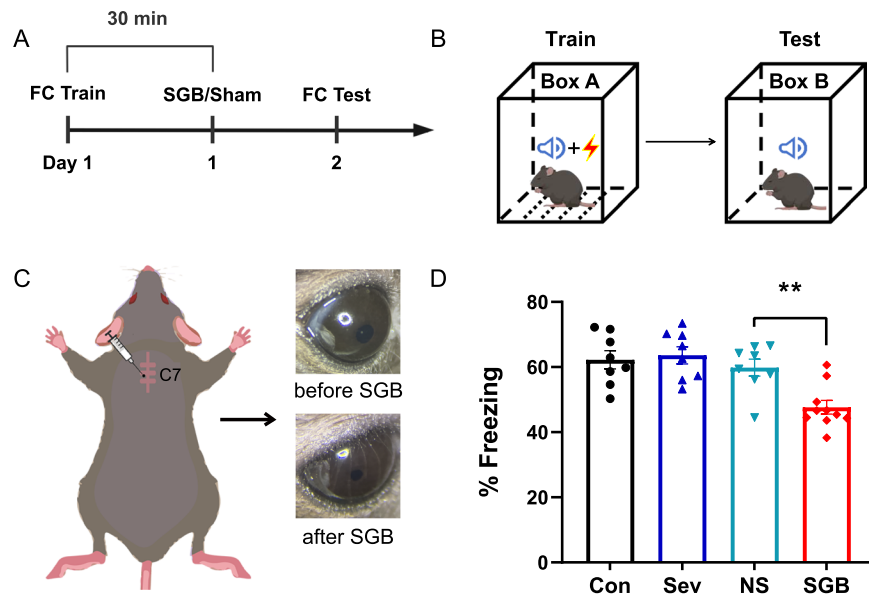 A
30 min
FC Train
SGB/Sham
FC Test
Day 1
1
2
B
Train
Test
Box A
Box B
+
C
C7
before SGB
after SGB
D
**
% Freezing
80
60
40
20
0
Con
Sev
NS
SGB